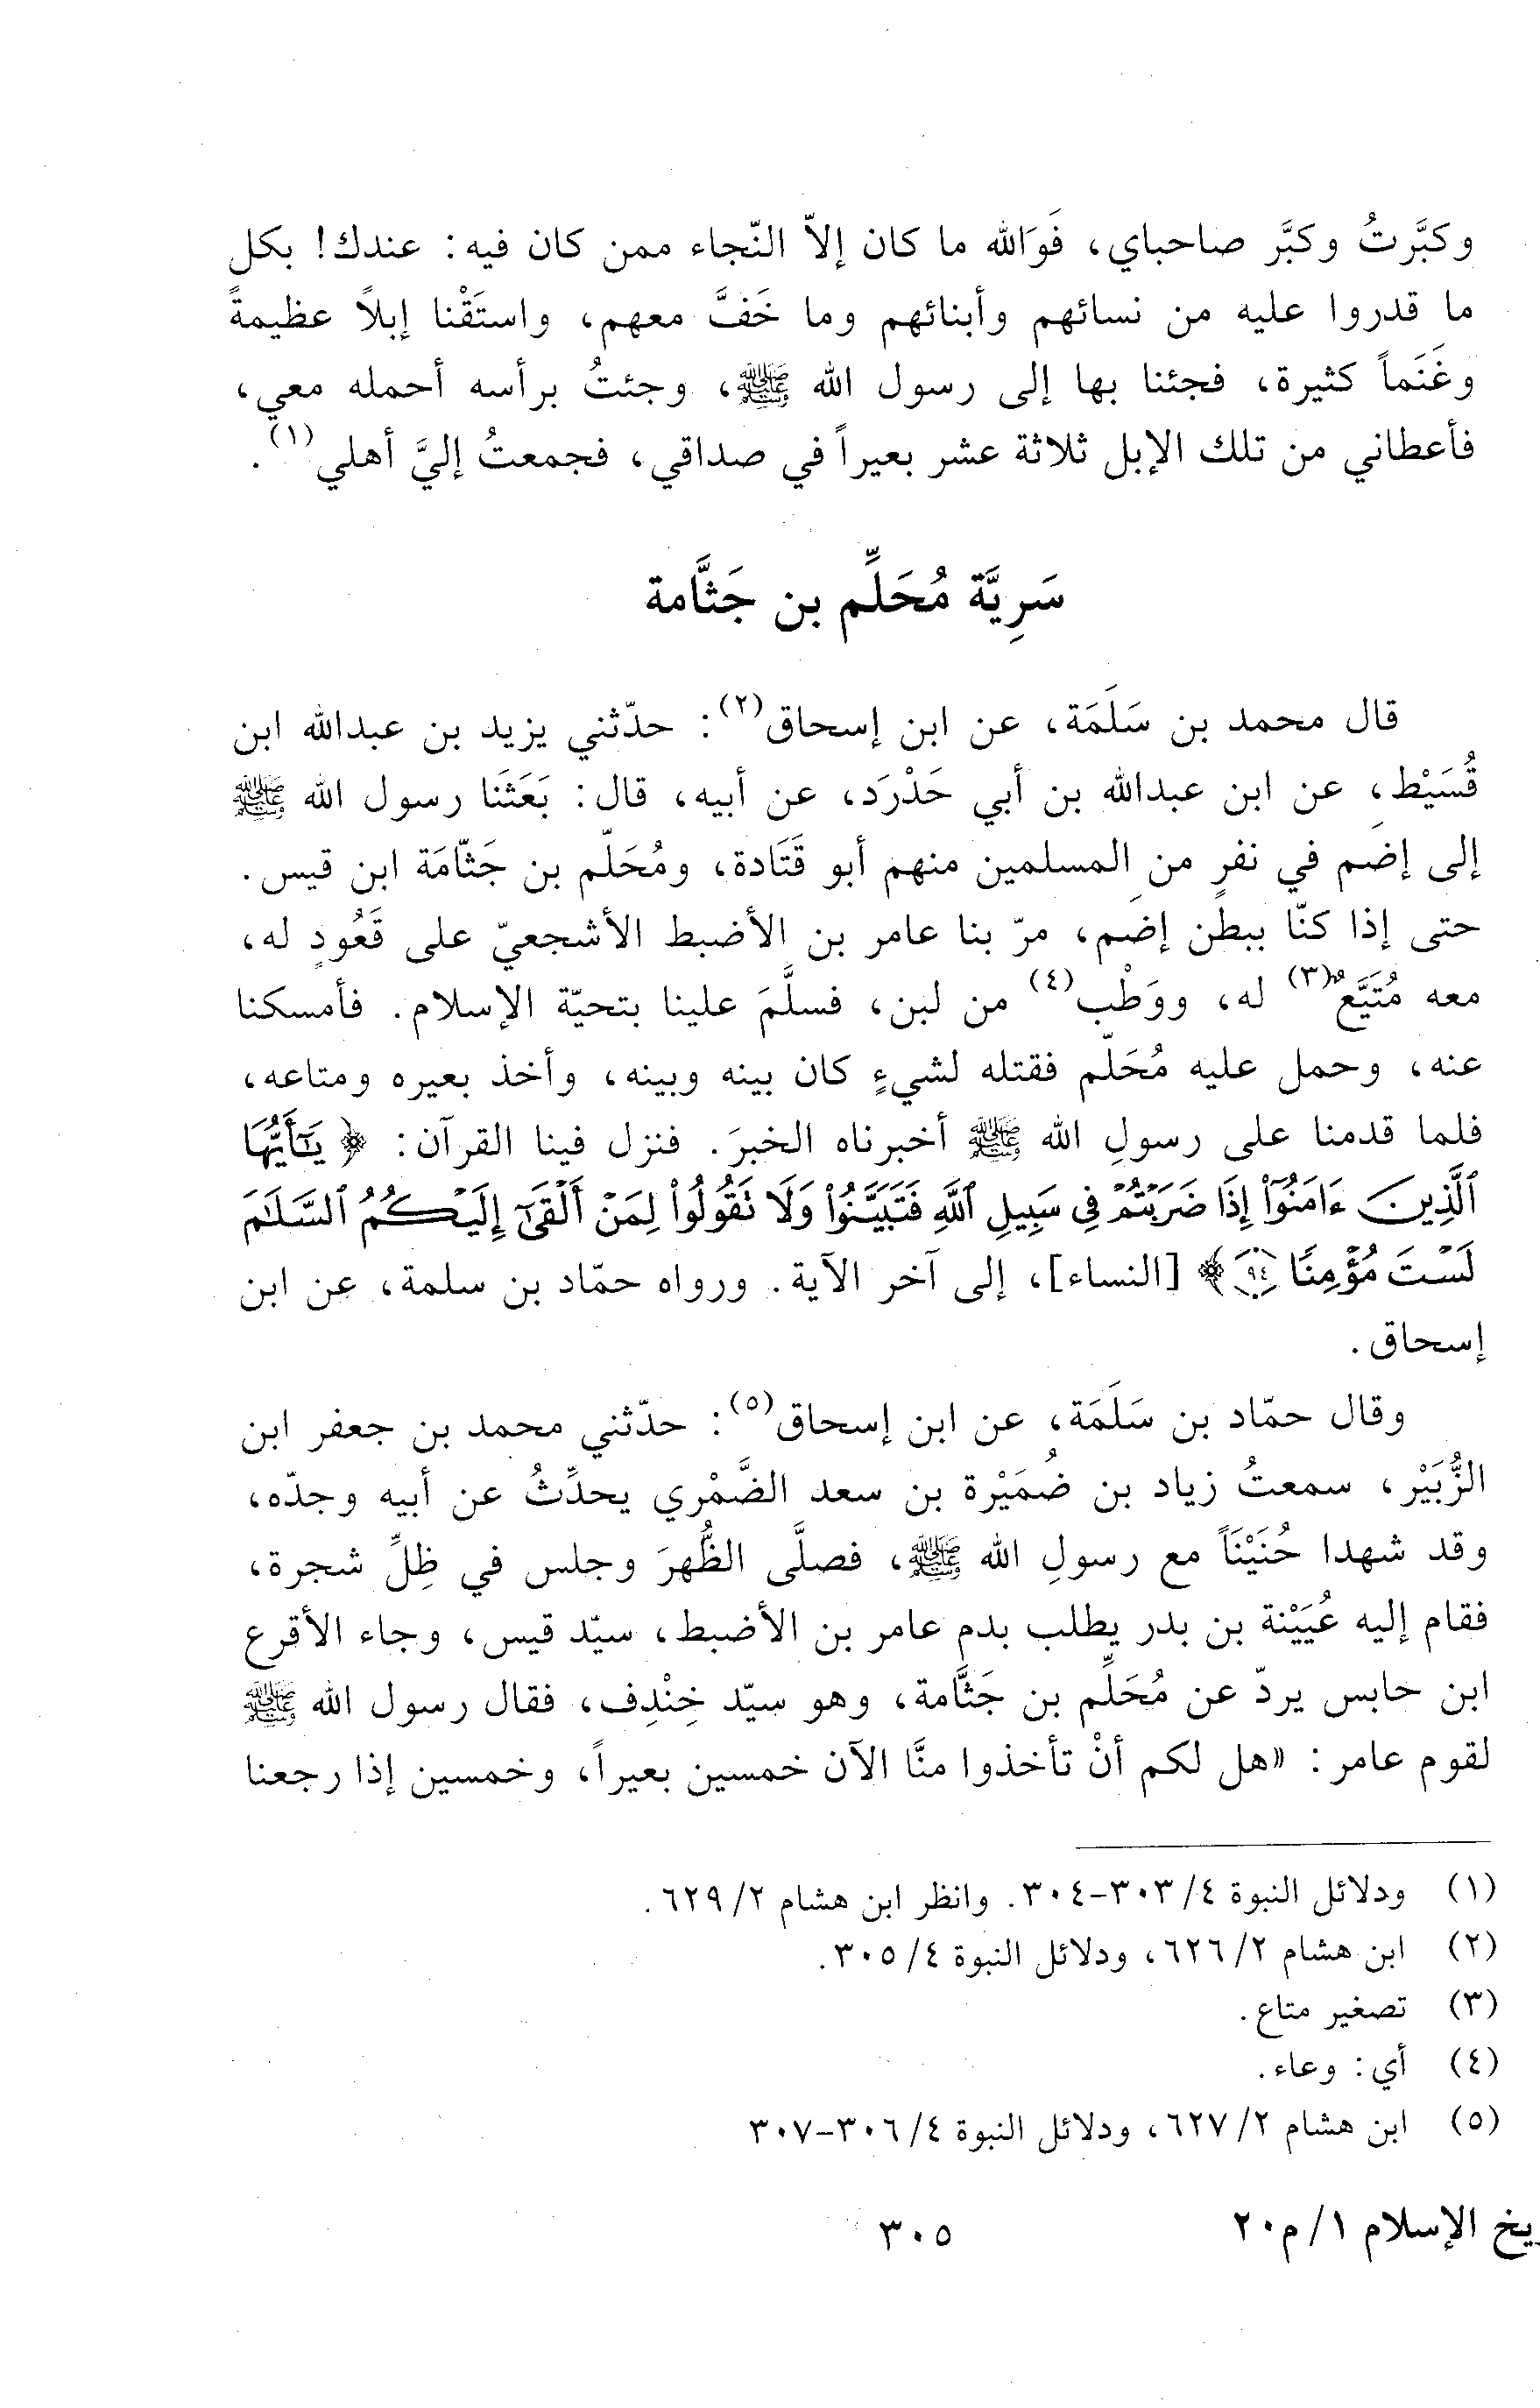 وكبَّرتُ وكبَّر صاحباي، فَوَالله ما كان إلاّ النّجاء ممن كان فيه: عندك! بكل
ما قدروا عليه من نسائهم وأبنائهم وما خَفَّ معهم، واستَقْنا إبلاً عظيمةً
وغَنَماً كثيرة، فجئنا بها إلى رسول الله ﷺ، وجئتُ برأسه أحمله معي،
فأعطاني من تلك الإبل ثلاثة عشر بعيراً في صداقي، فجمعتُ إليَّ أهلي(١).
سَرِيَّة مُحَلِّم بن جَثَّامة
قال محمد بن سَلَمَة، عن ابن إسحاق(٢): حدّثني يزيد بن عبدالله ابن
قُسَيْط، عن ابن عبدالله بن أبي حَدْرَد، عن أبيه، قال: بَعَثَنا رسول الله ﷺ
إلى إضَم في نفرٍ من المسلمين منهم أبو قَتَادة، ومُحَلّم بن جَثّامَة ابن قيس.
حتى إذا كنّا ببطن إضَم، مرّ بنا عامر بن الأضبط الأشجعيّ على قَعُودٍ له،
معه مُتَيَّعٌ(٣) له، ووَطْب(٤) من لبن، فسلَّمَ علينا بتحيّة الإسلام. فأمسكنا
عنه، وحمل عليه مُحَلّم فقتله لشيءٍ كان بينه وبينه، وأخذ بعيره ومتاعه،
فلما قدمنا على رسولِ الله ﷺ أخبرناه الخبرَ. فنزل فينا القرآن: ﴿يَٰٓأَيُّهَا
ٱلَّذِينَ ءَامَنُوٓا۟ إِذَا ضَرَبْتُمْ فِى سَبِيلِ ٱللَّهِ فَتَبَيَّنُوا۟ وَلَا نَقُولُوا۟ لِمَنْ أَلْقَىٰٓ إِلَيْكُمُ ٱلسَّلَٰمَ
لَسْتَ مُؤْمِنًا ٩٤﴾ [النساء]، إلى آخر الآية. ورواه حمّاد بن سلمة، عن ابن
إسحاق.
وقال حمّاد بن سَلَمَة، عن ابن إسحاق(٥): حدّثني محمد بن جعفر ابن
الزُّبَيْر، سمعتُ زياد بن ضُمَيْرة بن سعد الضَّمْري يحدِّثُ عن أبيه وجدّه،
وقد شهدا حُنَيْنَاً مع رسولِ الله ﷺ، فصلَّى الظُّهرَ وجلس في ظِلِّ شجرة،
فقام إليه عُيَيْنة بن بدر يطلب بدم عامر بن الأضبط، سيّد قيس، وجاء الأقرع
ابن حابس يردّ عن مُحَلِّم بن جَثَّامة، وهو سيّد خِنْدِف، فقال رسول الله ﷺ
لقوم عامر: «هل لكم أنْ تأخذوا منَّا الآن خمسين بعيراً، وخمسين إذا رجعنا
(١) ودلائل النبوة ٤/ ٣٠٣-٣٠٤. وانظر ابن هشام ٢/ ٦٢٩.
(٢) ابن هشام ٢/ ٦٢٦، ودلائل النبوة ٤/ ٣٠٥.
(٣) تصغير متاع.
(٤) أي: وعاء.
(٥) ابن هشام ٢/ ٦٢٧، ودلائل النبوة ٤/ ٣٠٦-٣٠٧
ريخ الإسلام ١/ م٢٠
٣٠٥